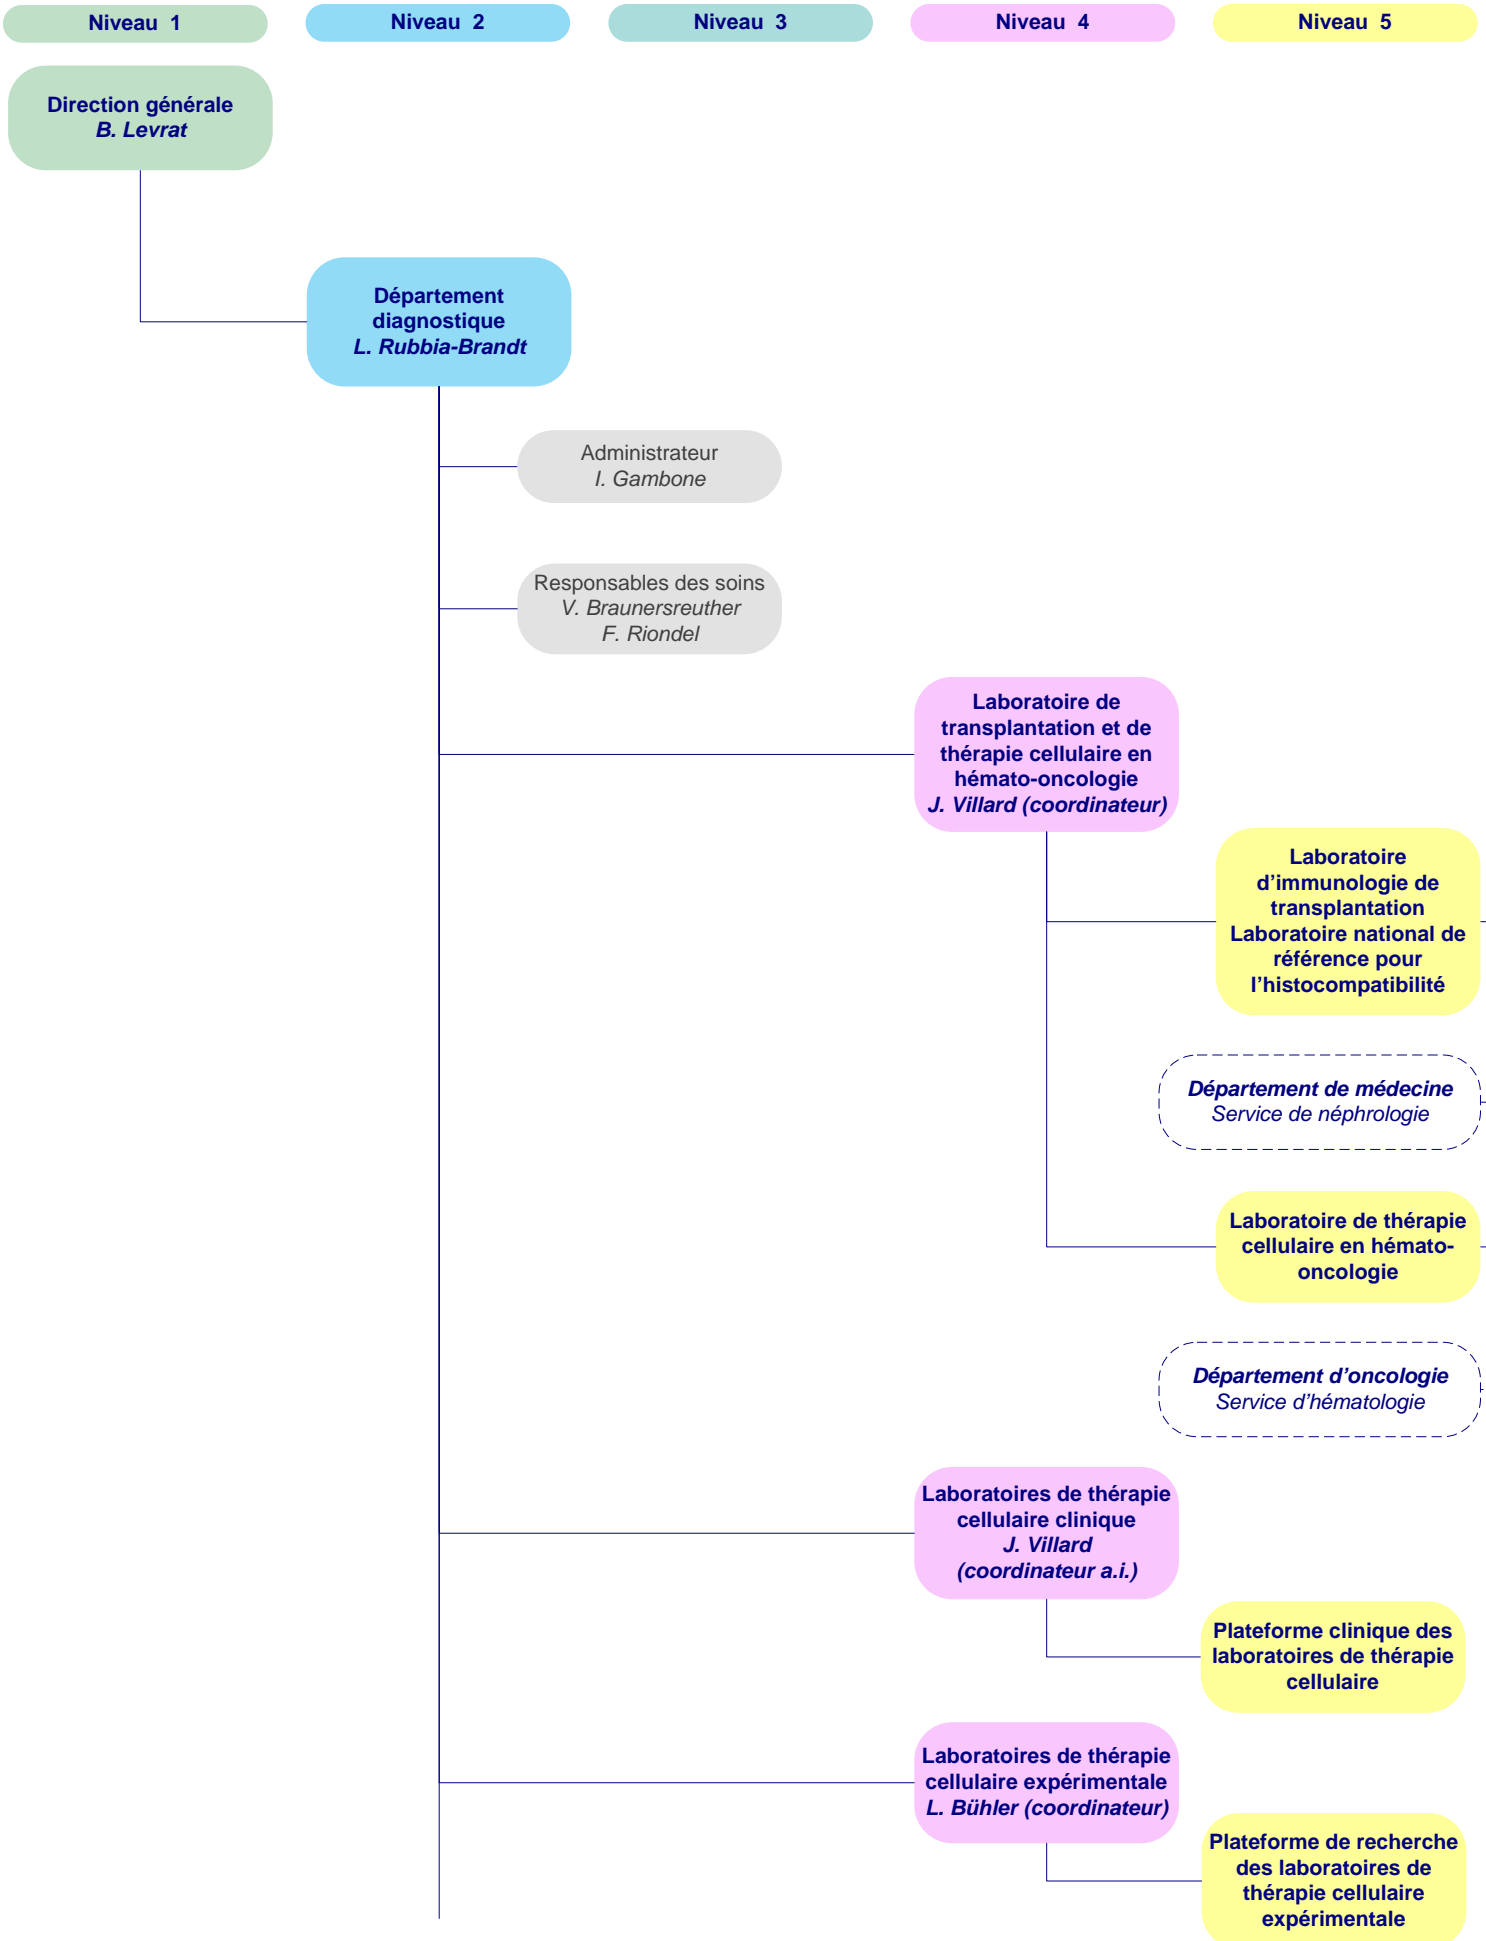 Niveau 1
Niveau 2
Niveau 3
Niveau 4
Niveau 5
Direction générale
B. Levrat
Département
diagnostique
L. Rubbia-Brandt
Administrateur
I. Gambone
Responsables des soins
V. Braunersreuther
F. Riondel
Laboratoire de
transplantation et de
thérapie cellulaire en
hémato-oncologie
J. Villard (coordinateur)
Laboratoire
d’immunologie de
transplantation
Laboratoire national de
référence pour
l’histocompatibilité
Département de médecine
Service de néphrologie
Laboratoire de thérapie
cellulaire en hémato-
oncologie
Département d’oncologie
Service d’hématologie
Laboratoires de thérapie
cellulaire clinique
J. Villard
(coordinateur a.i.)
Plateforme clinique des
laboratoires de thérapie
cellulaire
Laboratoires de thérapie
cellulaire expérimentale
L. Bühler (coordinateur)
Plateforme de recherche
des laboratoires de
thérapie cellulaire
expérimentale